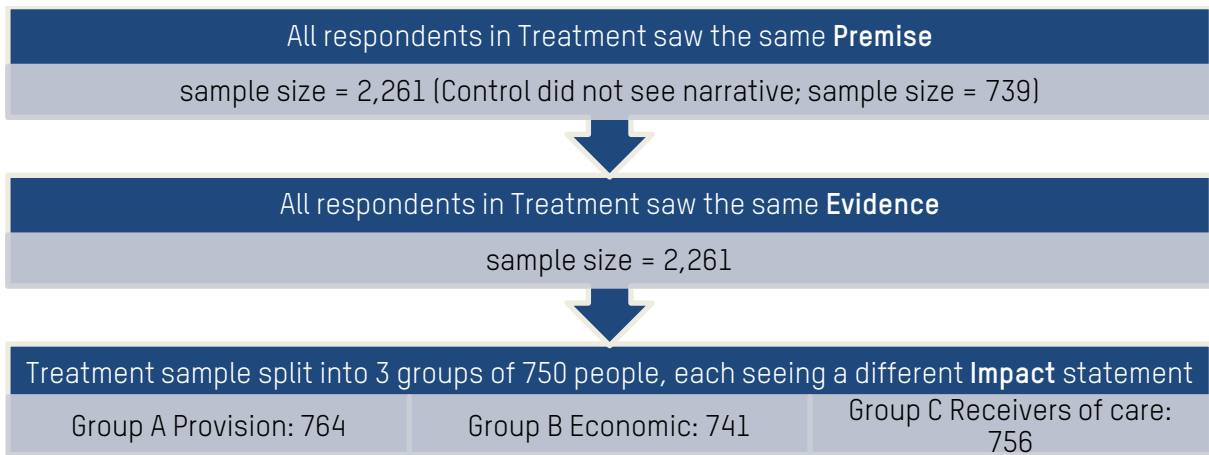 All respondents in Treatment saw the same Premise
sample size = 2,261 (Control did not see narrative; sample size = 739)
All respondents in Treatment saw the same Evidence
sample size = 2,261
Treatment sample split into 3 groups of 750 people, each seeing a different Impact statement
Group A Provision: 764
Group B Economic: 741
Group C Receivers of care:
756